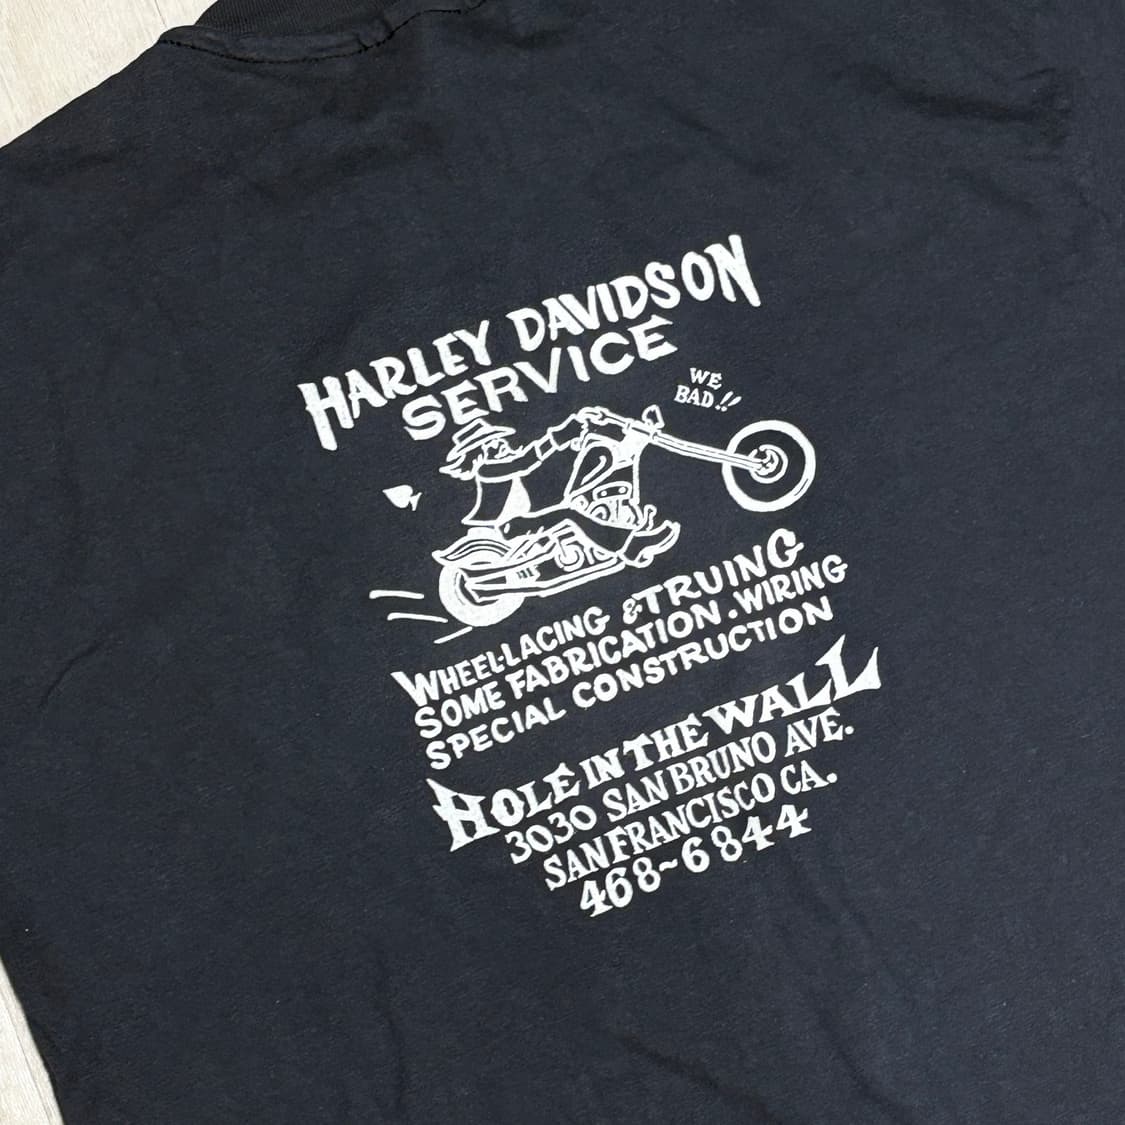 HARLEY DAVIDSON
SERVICE
WE
BAD!!
WHEEL-LACING & TRUING
SOME FABRICATION. WIRING
SPECIAL CONSTRUCTION
HOLE IN THE WALL
3030 SAN BRUNO AVE.
SAN FRANCISCO CA.
468~6844